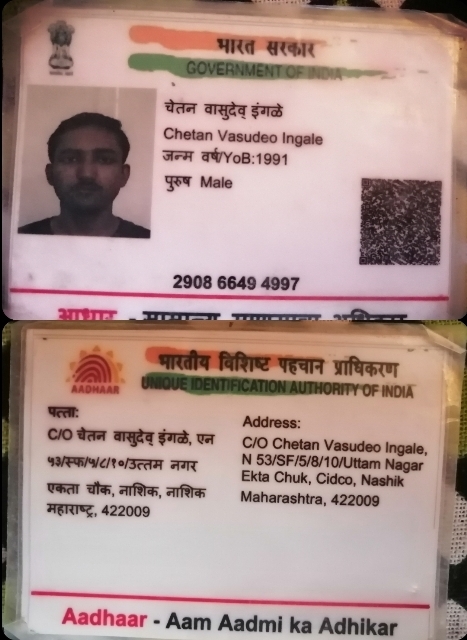 भारत सरकार
GOVERNMENT OF INDIA
चेतन वासुदेव् इंगळे
Chetan Vasudeo Ingale
जन्म वर्ष/YoB:1991
पुरुष Male
2908 6649 4997
आधार -
AADHAAR
भारतीय विशिष्ट पहचान प्राधिकरण
UNIQUE IDENTIFICATION AUTHORITY OF INDIA
पत्ता:
C/O चेतन वासुदेव् इंगळे, एन
५३/स्फ/५/८/१०/उत्तम नगर
एकता चौक, नाशिक, नाशिक
महाराष्ट्र, 422009
Address:
C/O Chetan Vasudeo Ingale,
N 53/SF/5/8/10/Uttam Nagar
Ekta Chuk, Cidco, Nashik
Maharashtra, 422009
Aadhaar - Aam Aadmi ka Adhikar